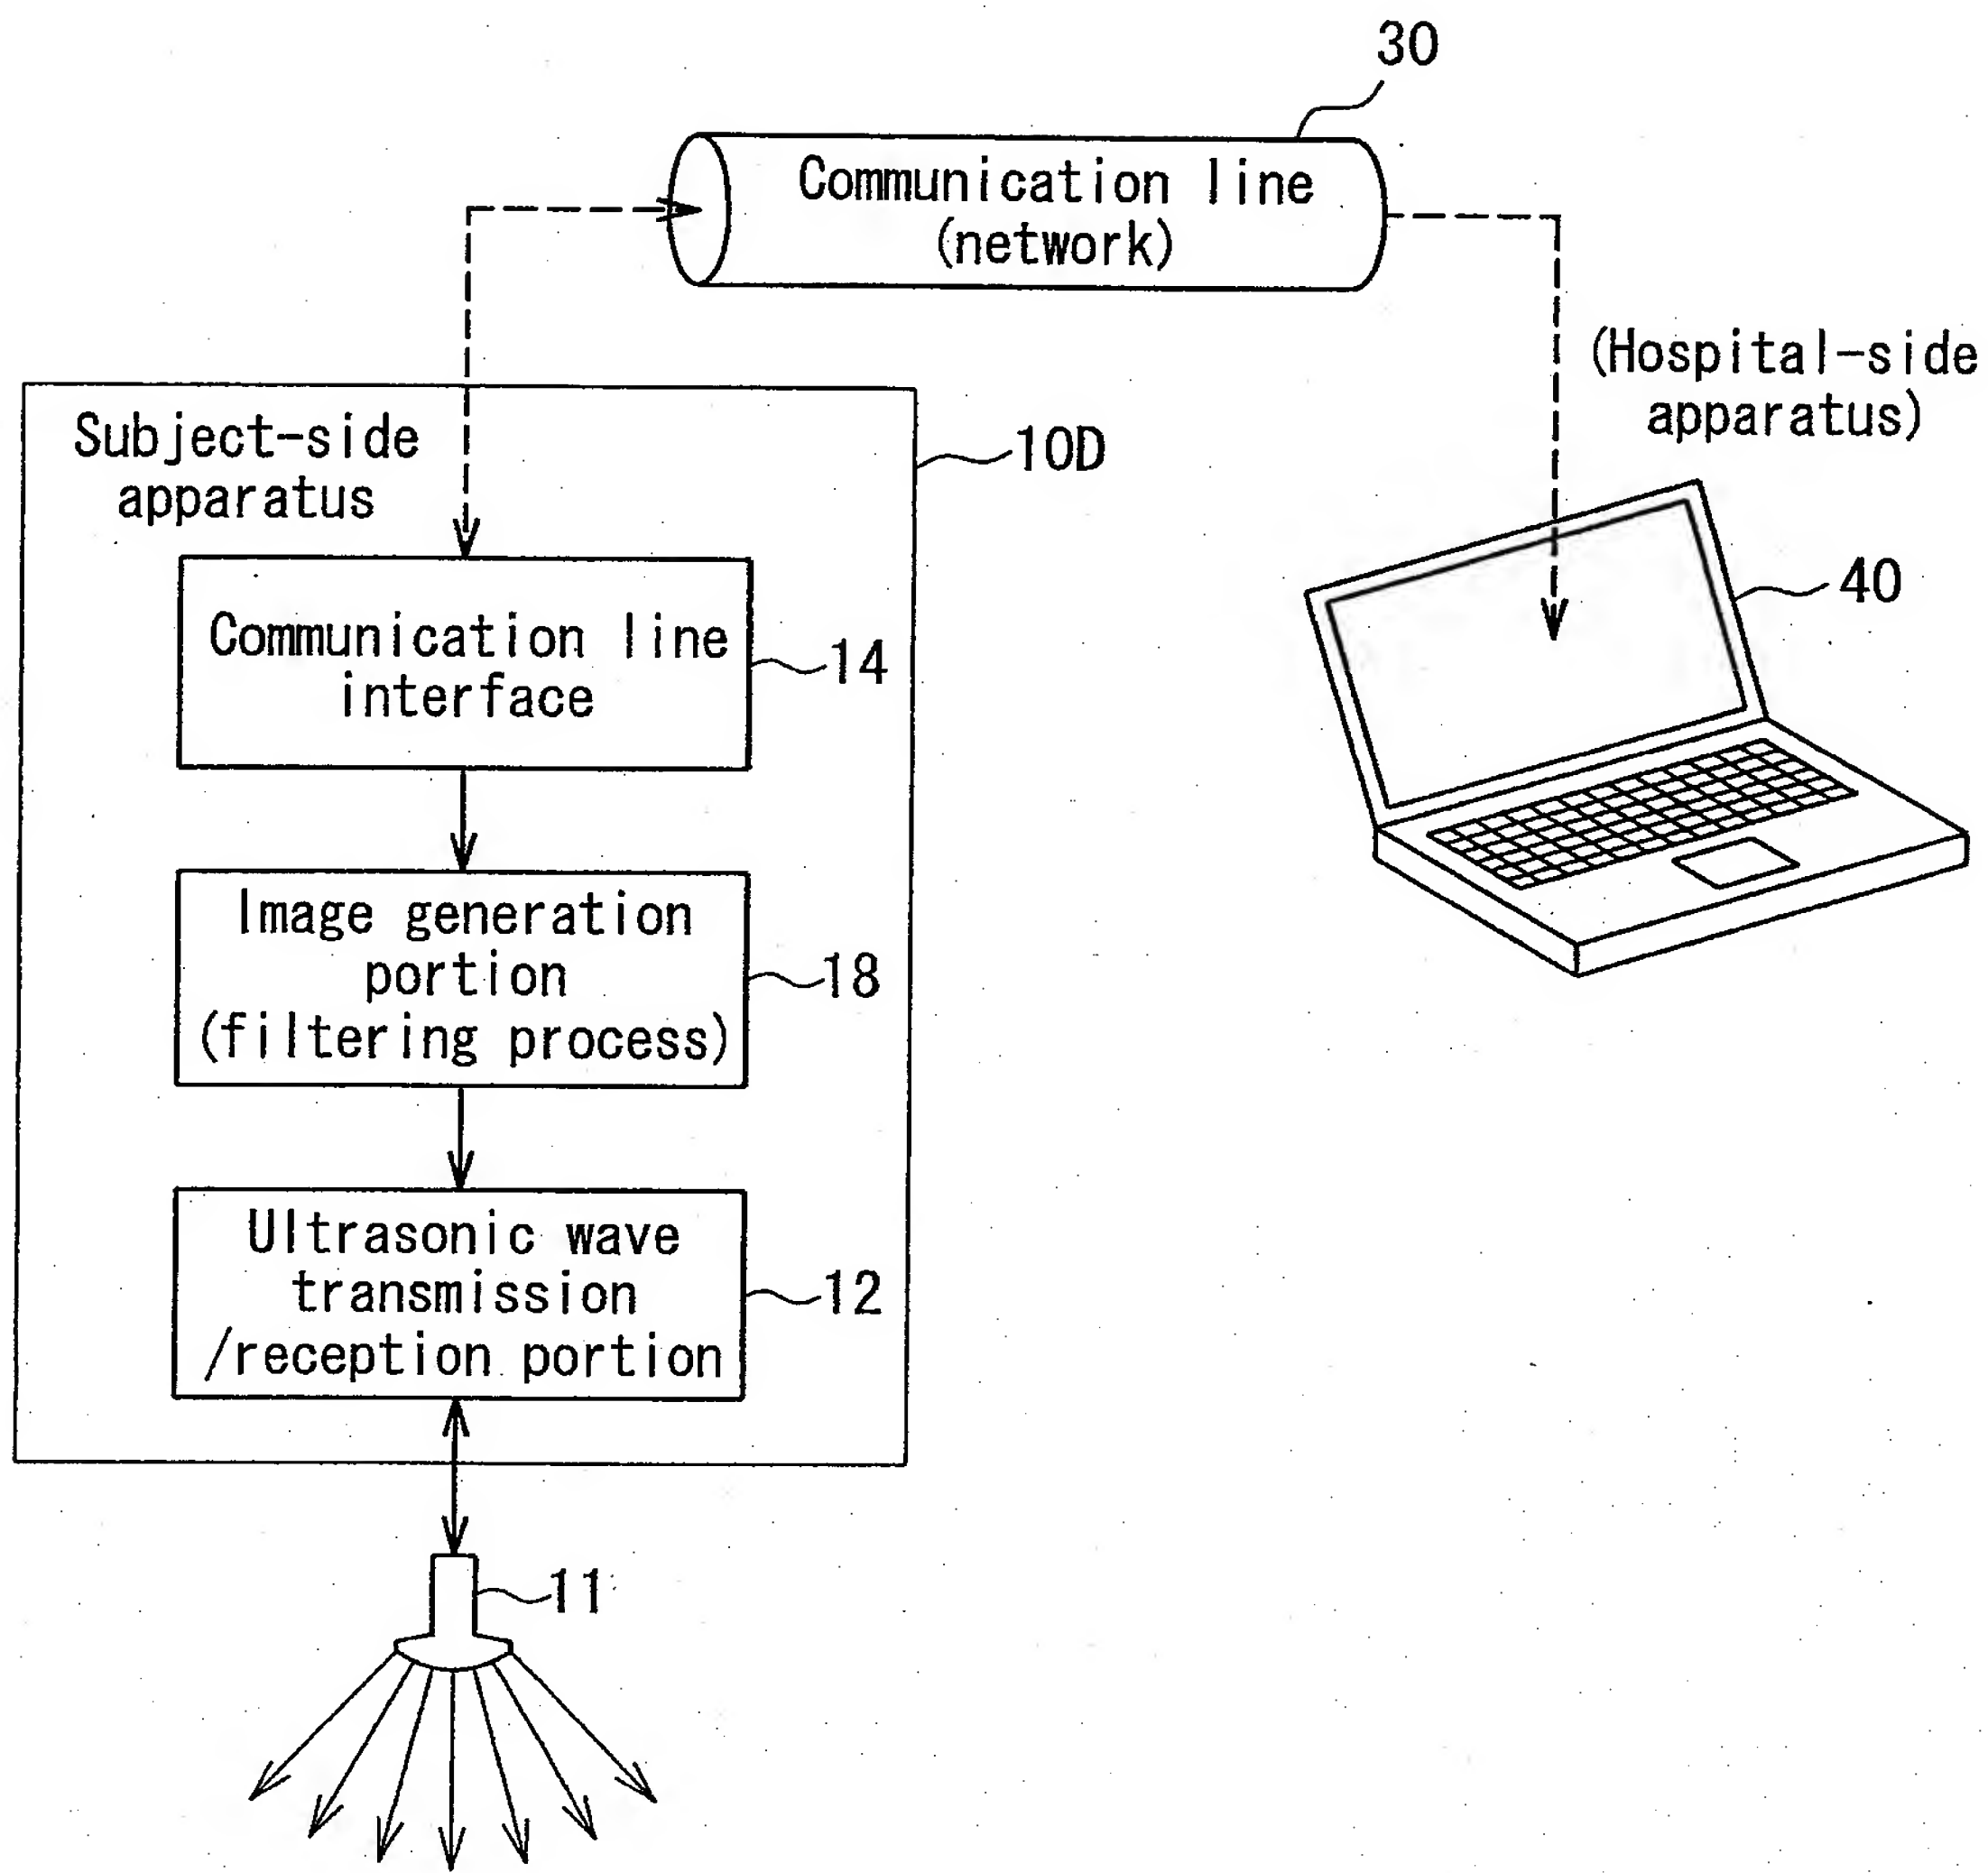 30
Communication line
(network)
(Hospital-side
apparatus)
Subject-side
apparatus
10D
40
Communication line
interface
14
Image generation
portion
(filtering process)
18
Ultrasonic wave
transmission
/reception portion
12
11